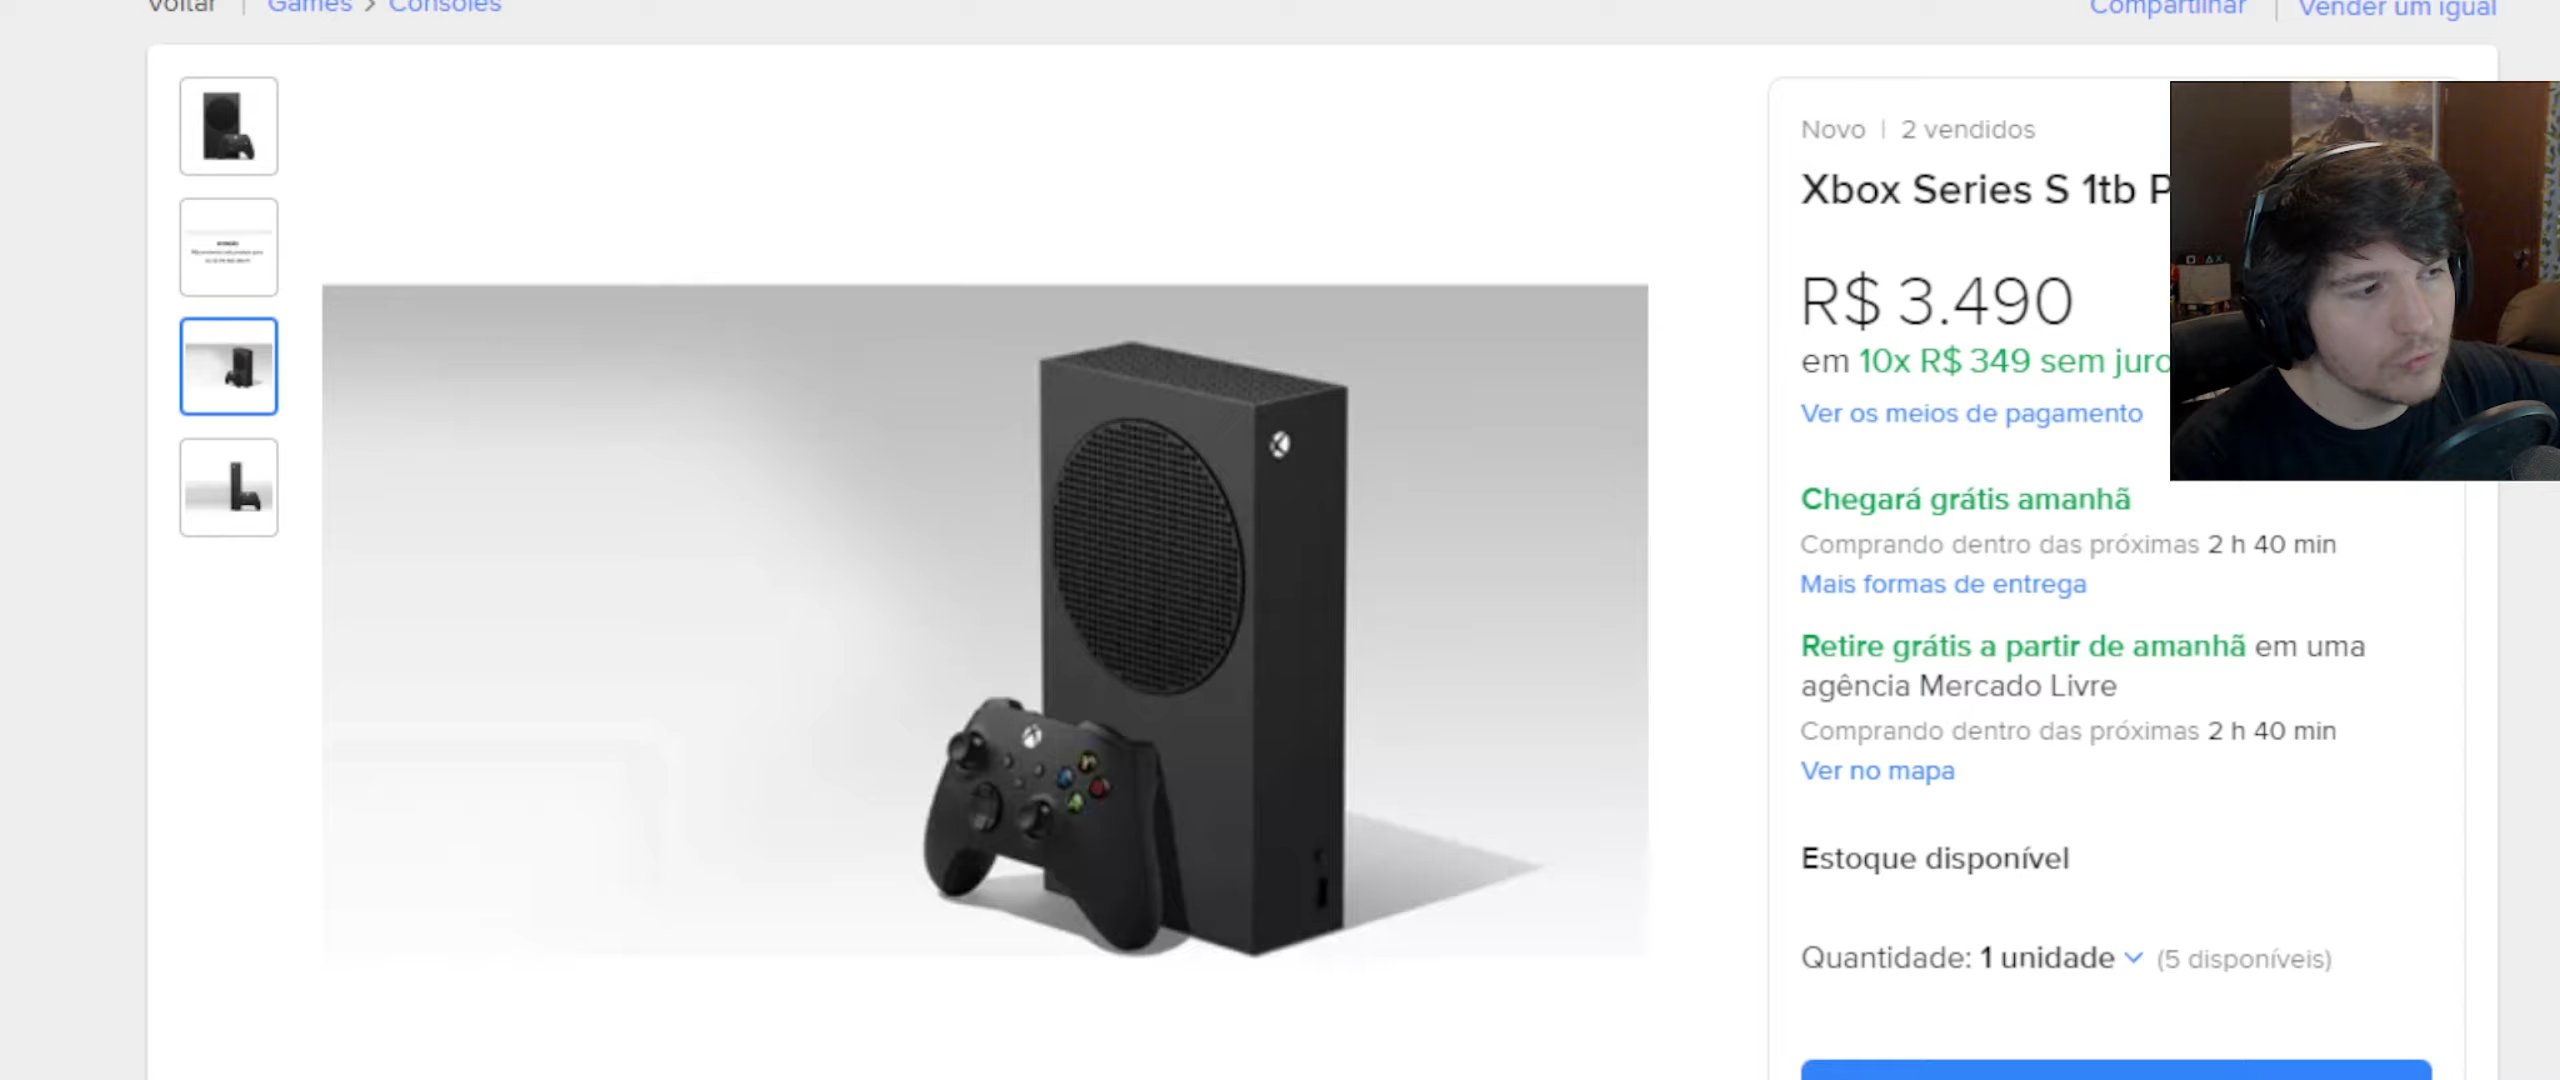 Voltar | Games > Consoles
Compartilhar | Vender um igual
Novo | 2 vendidos
Xbox Series S 1tb P
R$ 3.490
em 10x R$ 349 sem juro
Ver os meios de pagamento
Chegará grátis amanhã
Comprando dentro das próximas 2 h 40 min
Mais formas de entrega
Retire grátis a partir de amanhã em uma
agência Mercado Livre
Comprando dentro das próximas 2 h 40 min
Ver no mapa
Estoque disponível
Quantidade: 1 unidade (5 disponíveis)